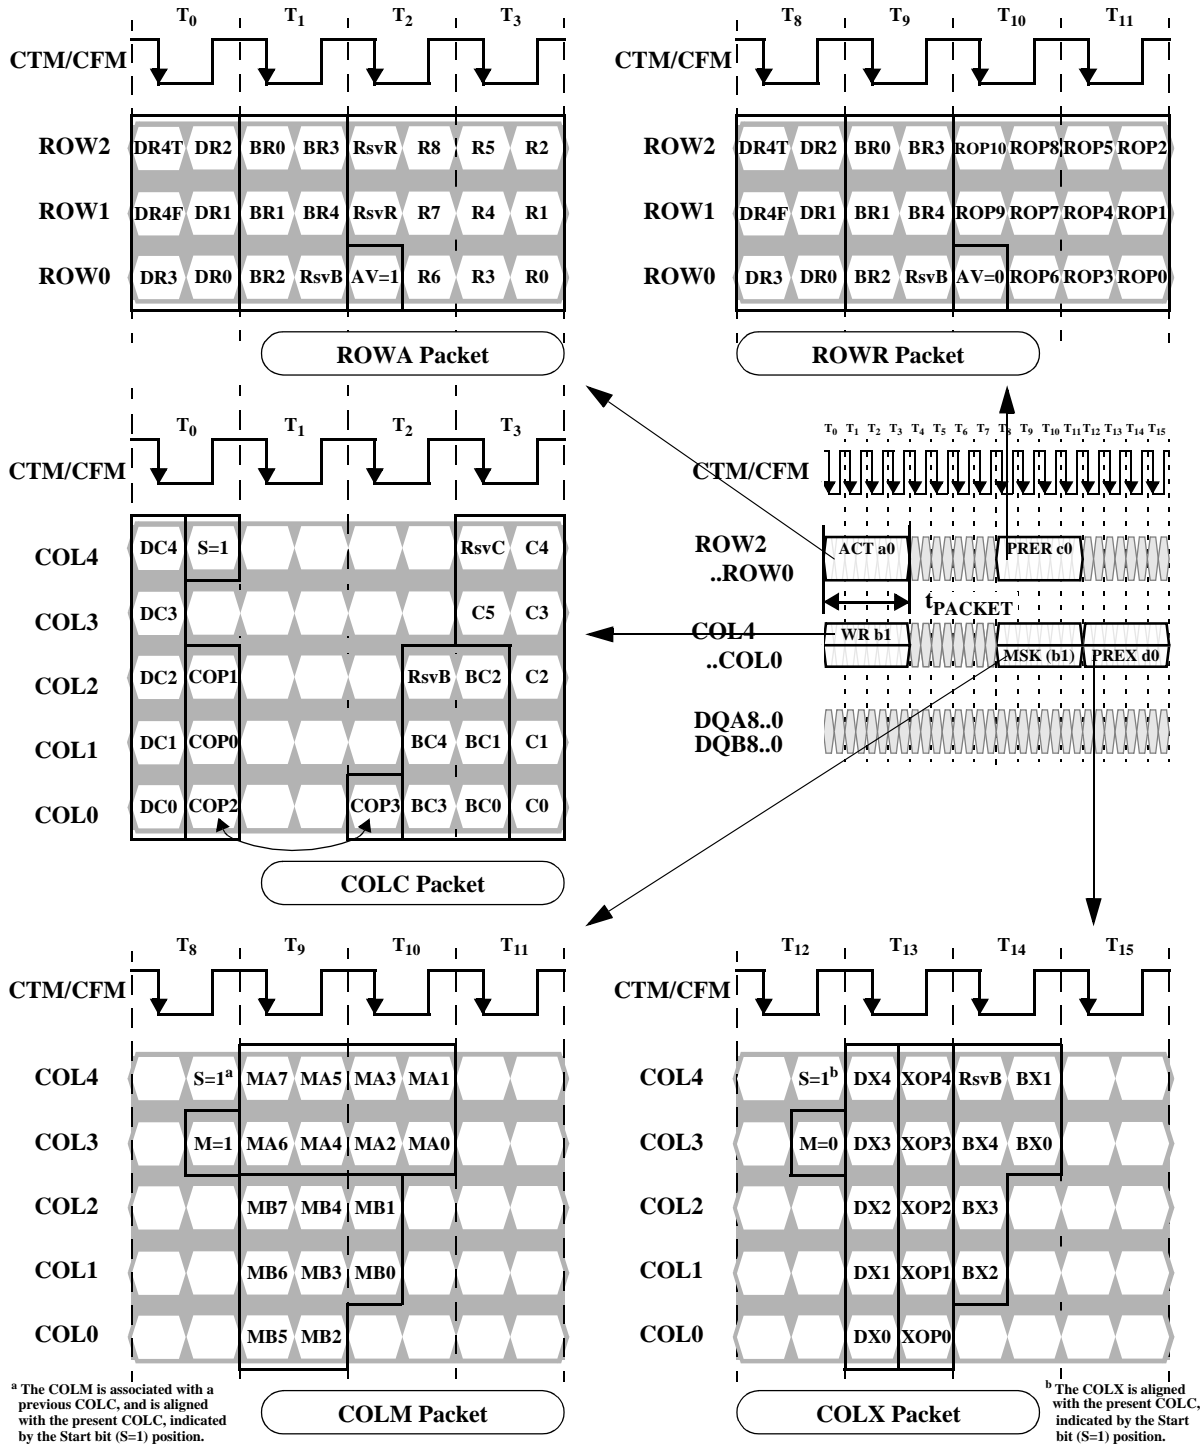 T0 T1 T2 T3
CTM/CFM
ROW2 DR4T DR2 BR0 BR3 RsvR R8 R5 R2
ROW1 DR4F DR1 BR1 BR4 RsvR R7 R4 R1
ROW0 DR3 DR0 BR2 RsvB AV=1 R6 R3 R0
ROWA Packet
T8 T9 T10 T11
CTM/CFM
ROW2 DR4T DR2 BR0 BR3 ROP10 ROP8 ROP5 ROP2
ROW1 DR4F DR1 BR1 BR4 ROP9 ROP7 ROP4 ROP1
ROW0 DR3 DR0 BR2 RsvB AV=0 ROP6 ROP3 ROP0
ROWR Packet
T0 T1 T2 T3
CTM/CFM
COL4 DC4 S=1 RsvC C4
COL3 DC3 C5 C3
COL2 DC2 COP1 RsvB BC2 C2
COL1 DC1 COP0 BC4 BC1 C1
COL0 DC0 COP2 COP3 BC3 BC0 C0
COLC Packet
T0 T1 T2 T3 T4 T5 T6 T7 T8 T9 T10 T11 T12 T13 T14 T15
CTM/CFM
ROW2 ACT a0 PRER c0
..ROW0
tPACKET
COL4 WR b1
..COL0 MSK (b1) PREX d0
DQA8..0
DQB8..0
T8 T9 T10 T11
CTM/CFM
COL4 S=1a MA7 MA5 MA3 MA1
COL3 M=1 MA6 MA4 MA2 MA0
COL2 MB7 MB4 MB1
COL1 MB6 MB3 MB0
COL0 MB5 MB2
a The COLM is associated with a
previous COLC, and is aligned
with the present COLC, indicated
by the Start bit (S=1) position.
COLM Packet
T12 T13 T14 T15
CTM/CFM
COL4 S=1b DX4 XOP4 RsvB BX1
COL3 M=0 DX3 XOP3 BX4 BX0
COL2 DX2 XOP2 BX3
COL1 DX1 XOP1 BX2
COL0 DX0 XOP0
COLX Packet
b The COLX is aligned
with the present COLC,
indicated by the Start
bit (S=1) position.